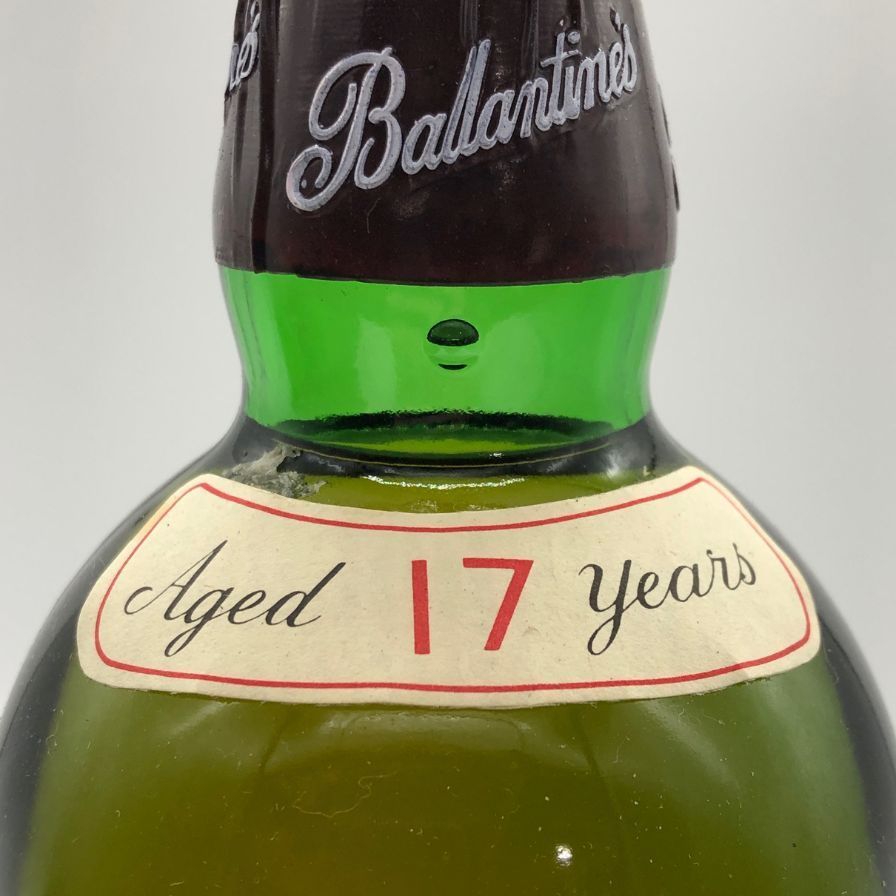 Ballantine's
Aged 17 Years